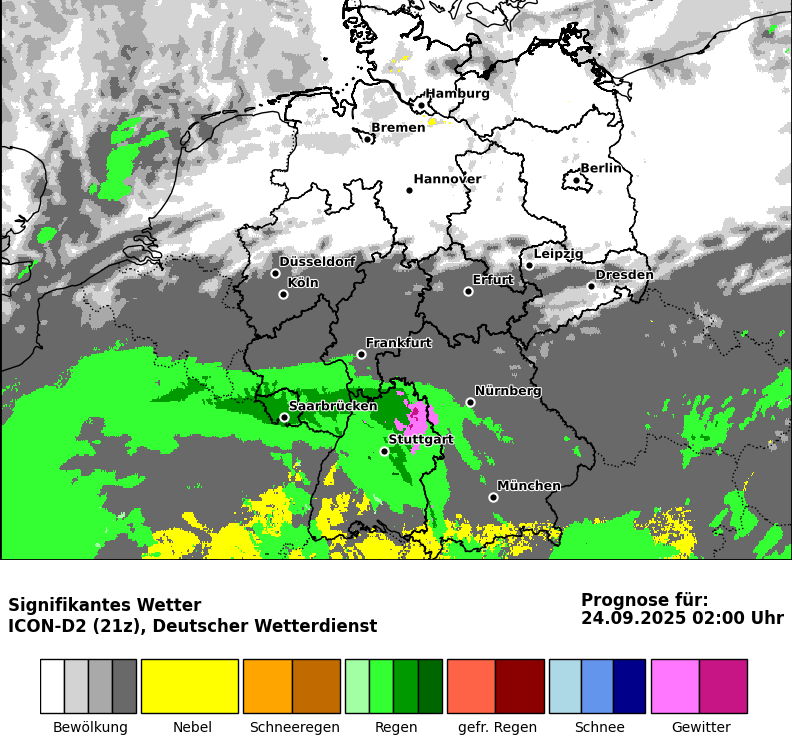 Hamburg
Bremen
Berlin
Hannover
Leipzig
Düsseldorf
Dresden
Köln
Erfurt
Frankfurt
Nürnberg
Saarbrücken
Stuttgart
München
Signifikantes Wetter
ICON-D2 (21z), Deutscher Wetterdienst
Prognose für:
24.09.2025 02:00 Uhr
Bewölkung Nebel Schneeregen Regen gefr. Regen Schnee Gewitter